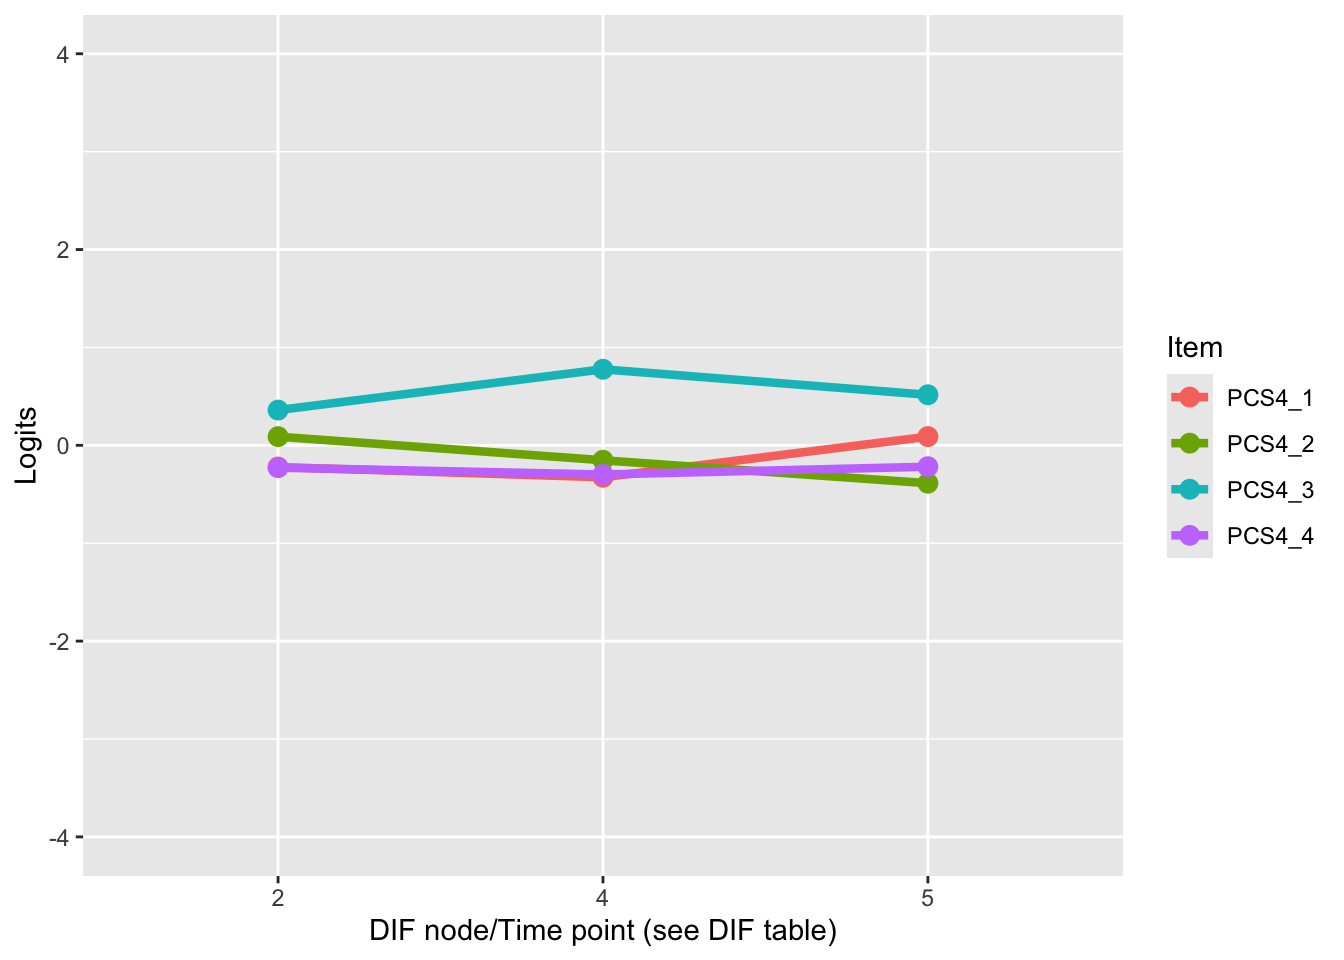 4
2
0
-2
-4
Logits
2
4
5
DIF node/Time point (see DIF table)
Item
PCS4_1
PCS4_2
PCS4_3
PCS4_4